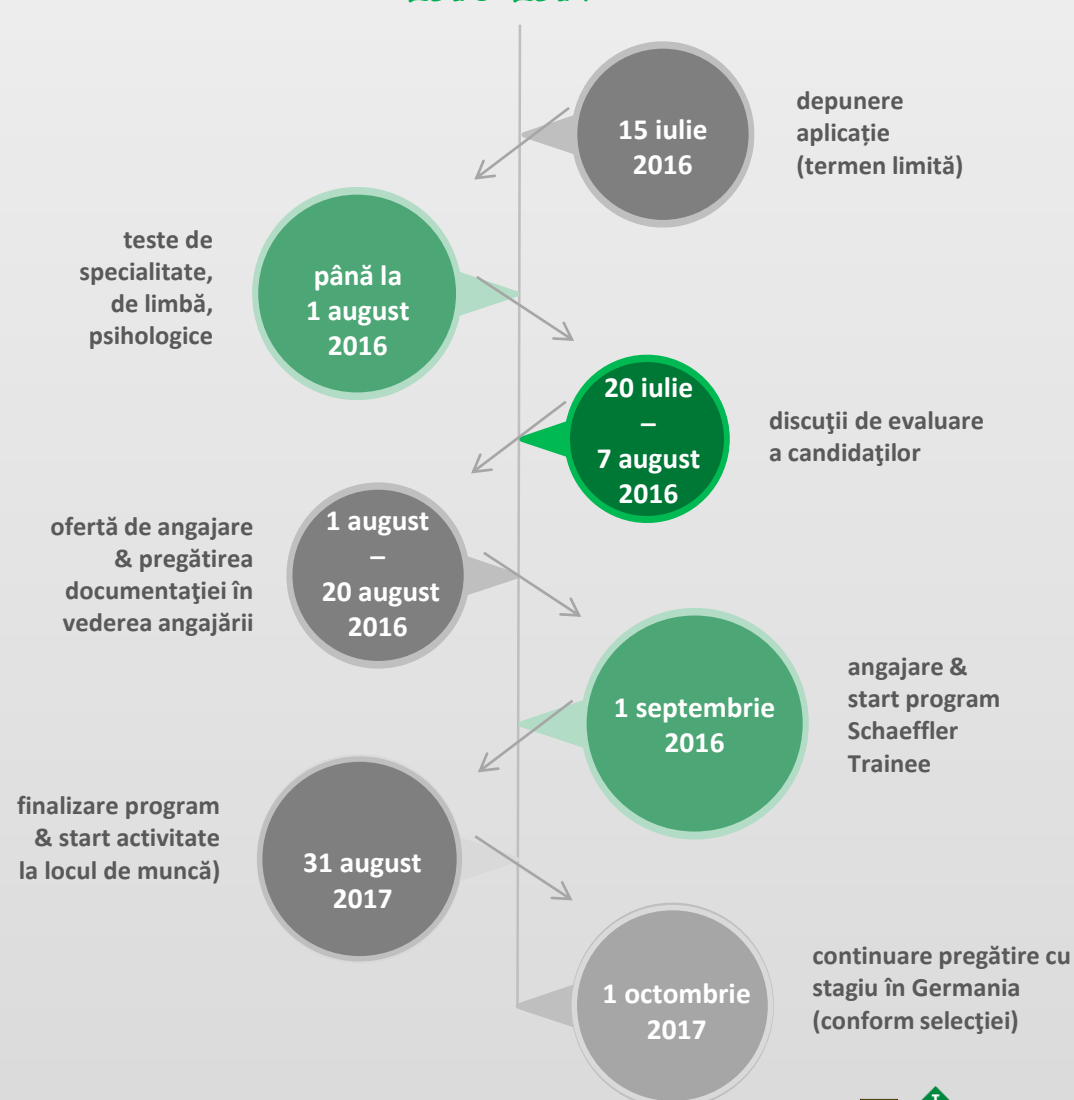 15 iulie
2016
depunere
aplicație
(termen limită)
teste de
specialitate,
de limbă,
psihologice
până la
1 august
2016
20 iulie
–
7 august
2016
discuţii de evaluare
a candidaţilor
ofertă de angajare
& pregătirea
documentaţiei în
vederea angajării
1 august
–
20 august
2016
1 septembrie
2016
angajare &
start program
Schaeffler
Trainee
finalizare program
& start activitate
la locul de muncă)
31 august
2017
1 octombrie
2017
continuare pregătire cu
stagiu în Germania
(conform selecţiei)